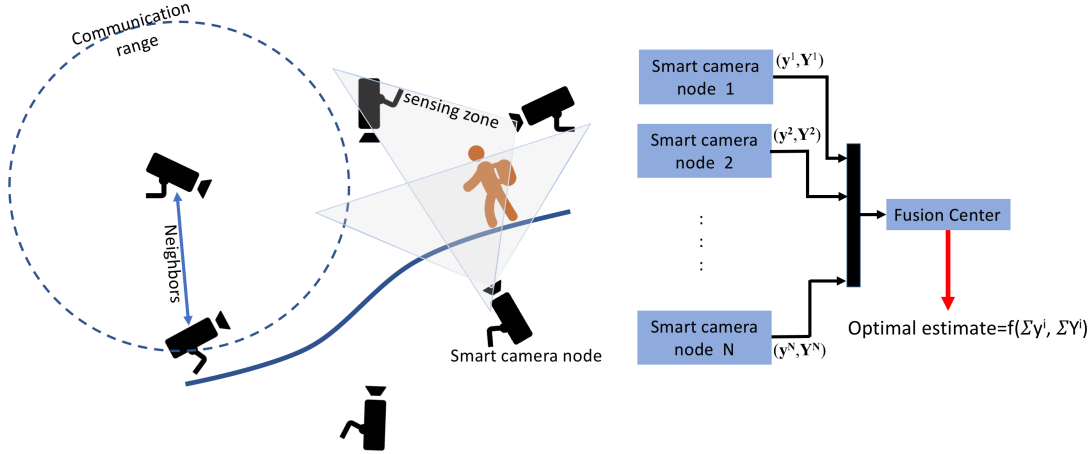 Communication
range
sensing zone
Neighbors
Smart camera node
Smart camera
node 1
(y¹,Y¹)
Smart camera
node 2
(y²,Y²)
:
:
:
Smart camera
node N
(yᴺ,Yᴺ)
Fusion Center
Optimal estimate=f(Σyⁱ, ΣYⁱ)